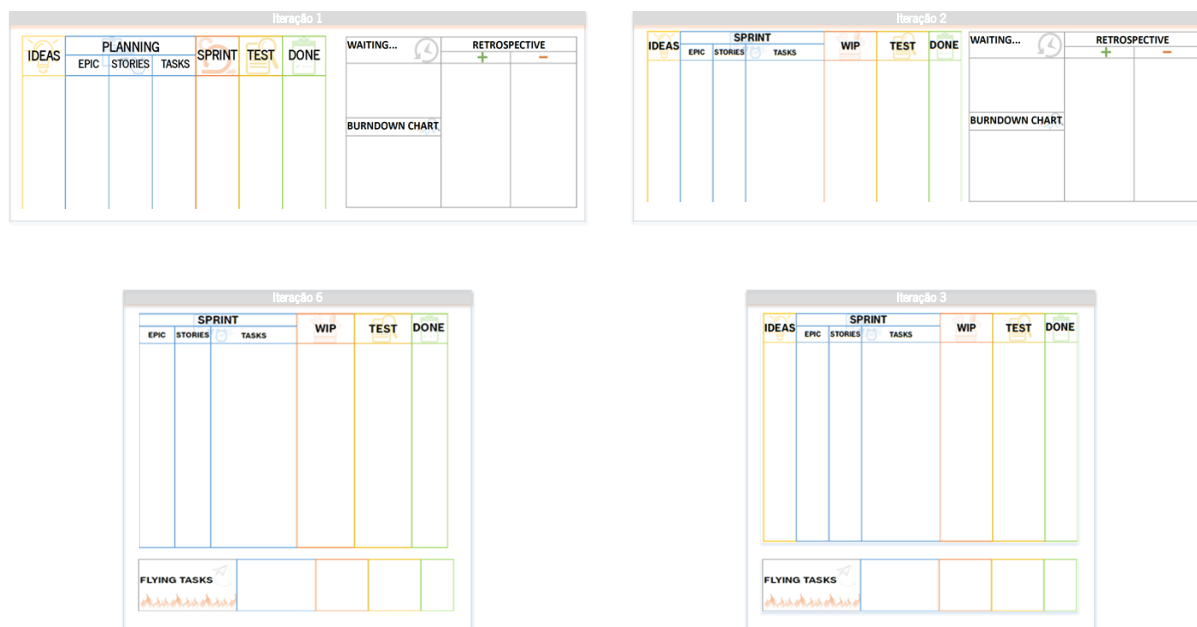 Iteração 1
IDEAS
PLANNING
EPIC STORIES TASKS
SPRINT
TEST
DONE
WAITING...
RETROSPECTIVE
+ −
BURNDOWN CHART
Iteração 2
IDEAS
SPRINT
EPIC STORIES TASKS
WIP
TEST
DONE
WAITING...
RETROSPECTIVE
+ −
BURNDOWN CHART
Iteração 6
SPRINT
EPIC STORIES TASKS
WIP
TEST
DONE
FLYING TASKS
Iteração 3
IDEAS
SPRINT
EPIC STORIES TASKS
WIP
TEST
DONE
FLYING TASKS